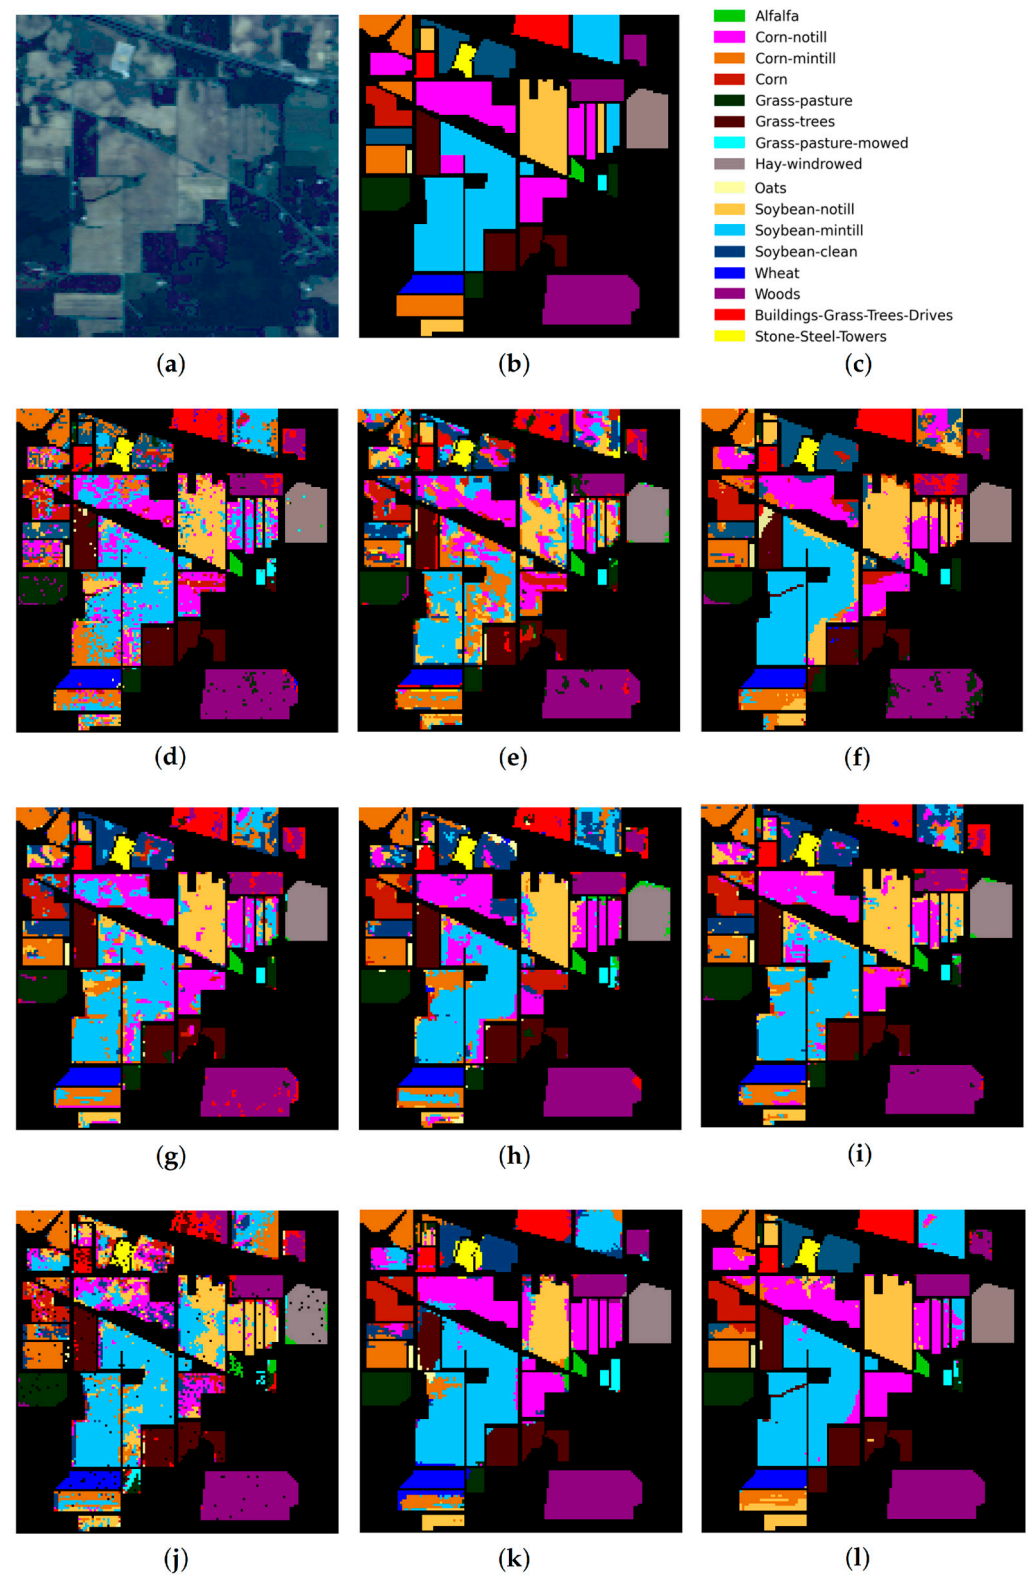 Alfalfa
Corn-notill
Corn-mintill
Corn
Grass-pasture
Grass-trees
Grass-pasture-mowed
Hay-windrowed
Oats
Soybean-notill
Soybean-mintill
Soybean-clean
Wheat
Woods
Buildings-Grass-Trees-Drives
Stone-Steel-Towers
(a)
(b)
(c)
(d)
(e)
(f)
(g)
(h)
(i)
(j)
(k)
(l)